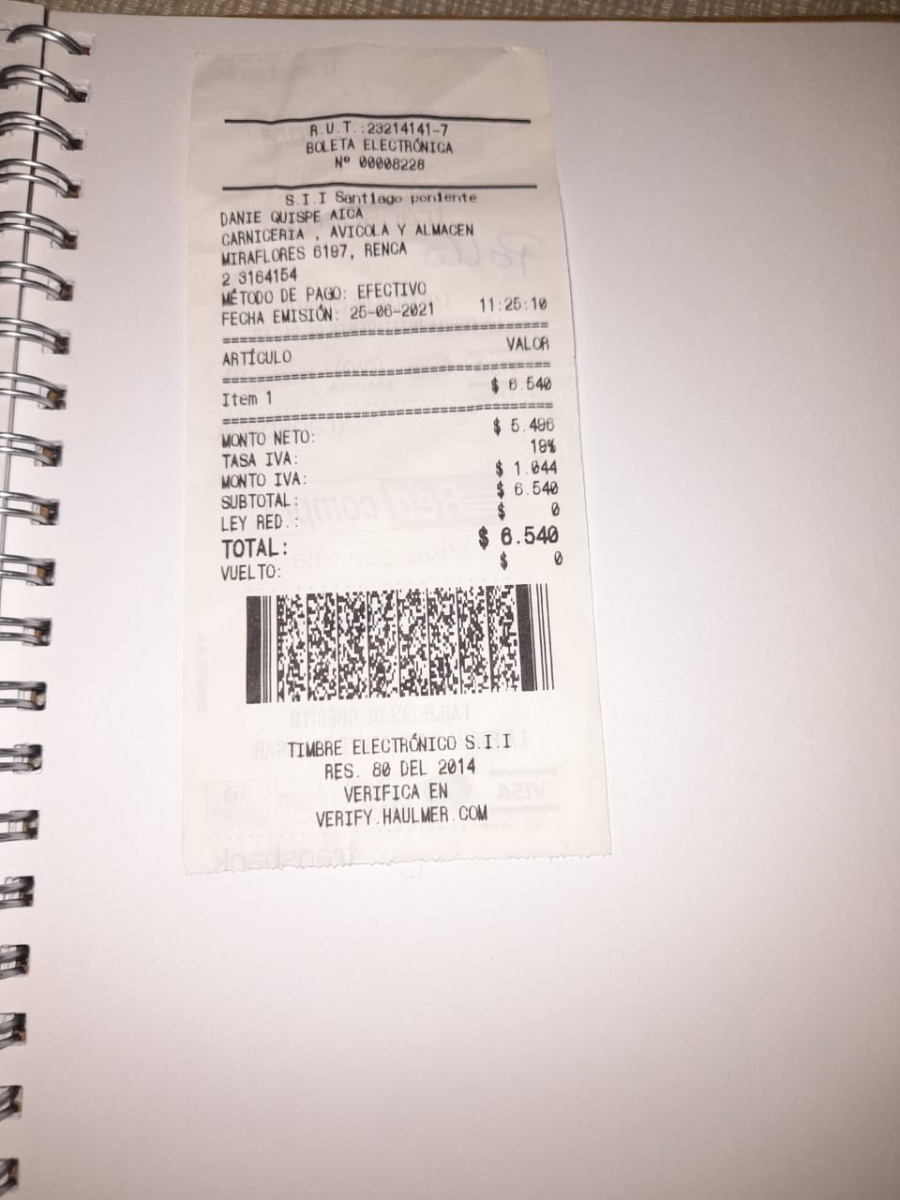 R.U.T.:23214141-7
BOLETA ELECTRÓNICA
Nº 00008228
S.I.I Santiago poniente
DANIE QUISPE AICA
CARNICERIA , AVICOLA Y ALMACEN
MIRAFLORES 6197, RENCA
2 3164154
MÉTODO DE PAGO: EFECTIVO
FECHA EMISIÓN: 25-06-2021 11:25:10
ARTÍCULO VALOR
Item 1 $ 6.540
MONTO NETO: $ 5.496
TASA IVA: 19%
MONTO IVA: $ 1.044
SUBTOTAL: $ 6.540
LEY RED.: $ 0
TOTAL: $ 6.540
VUELTO: $ 0
TIMBRE ELECTRÓNICO S.I.I
RES. 80 DEL 2014
VERIFICA EN
VERIFY.HAULMER.COM